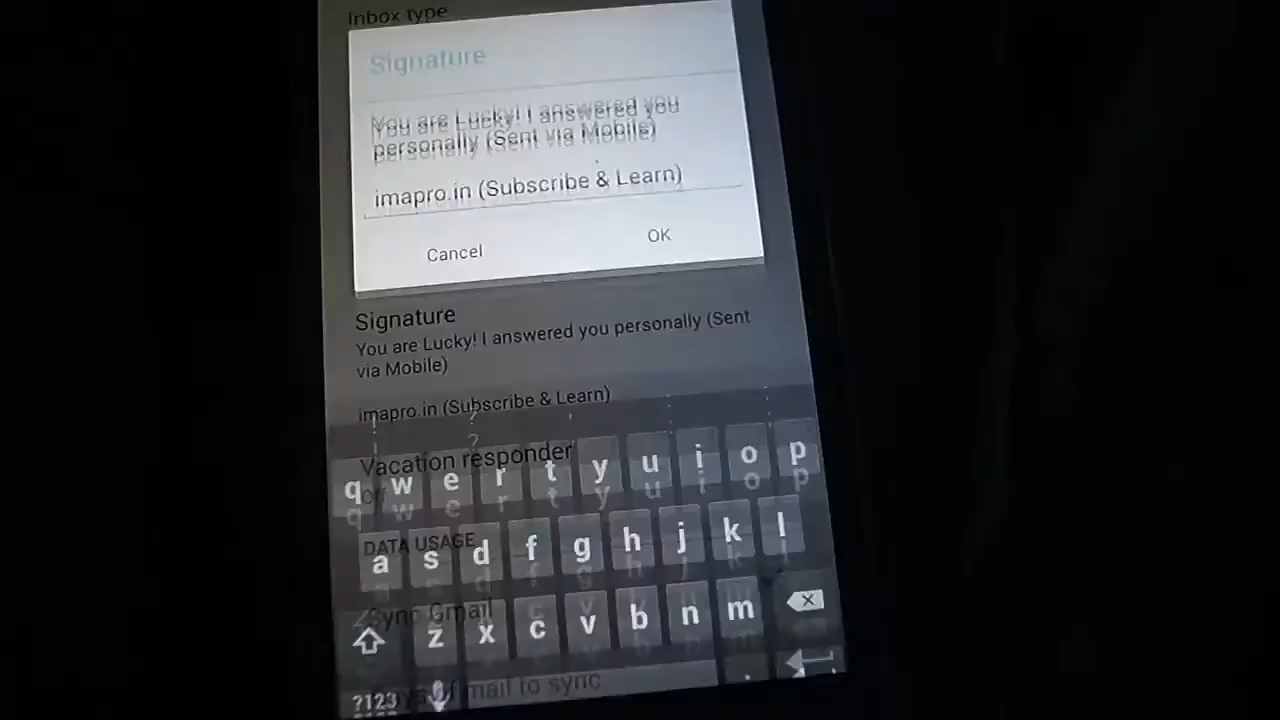 Inbox type
Signature
You are Lucky! I answered you
personally (Sent via Mobile)
imapro.in (Subscribe & Learn)
Cancel
OK
Signature
You are Lucky! I answered you personally (Sent
via Mobile)
imapro.in (Subscribe & Learn)
Vacation responder
q w e r t y u i o p
DATA USAGE
a s d f g h j k l
Sync Gmail
z x c v b n m
of mail to sync
?123